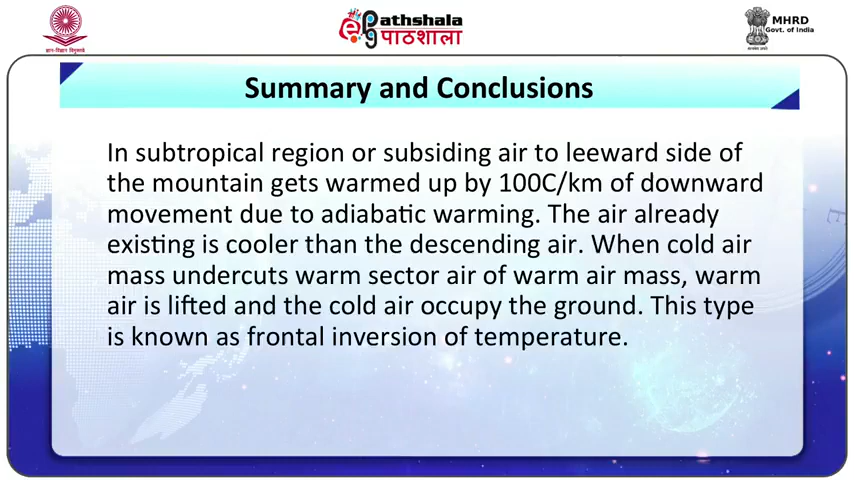 ज्ञान-विज्ञान विमुक्तये
ePgPathshala
पाठशाला
MHRD
Govt. of India
Summary and Conclusions
In subtropical region or subsiding air to leeward side of
the mountain gets warmed up by 100C/km of downward
movement due to adiabatic warming. The air already
existing is cooler than the descending air. When cold air
mass undercuts warm sector air of warm air mass, warm
air is lifted and the cold air occupy the ground. This type
is known as frontal inversion of temperature.